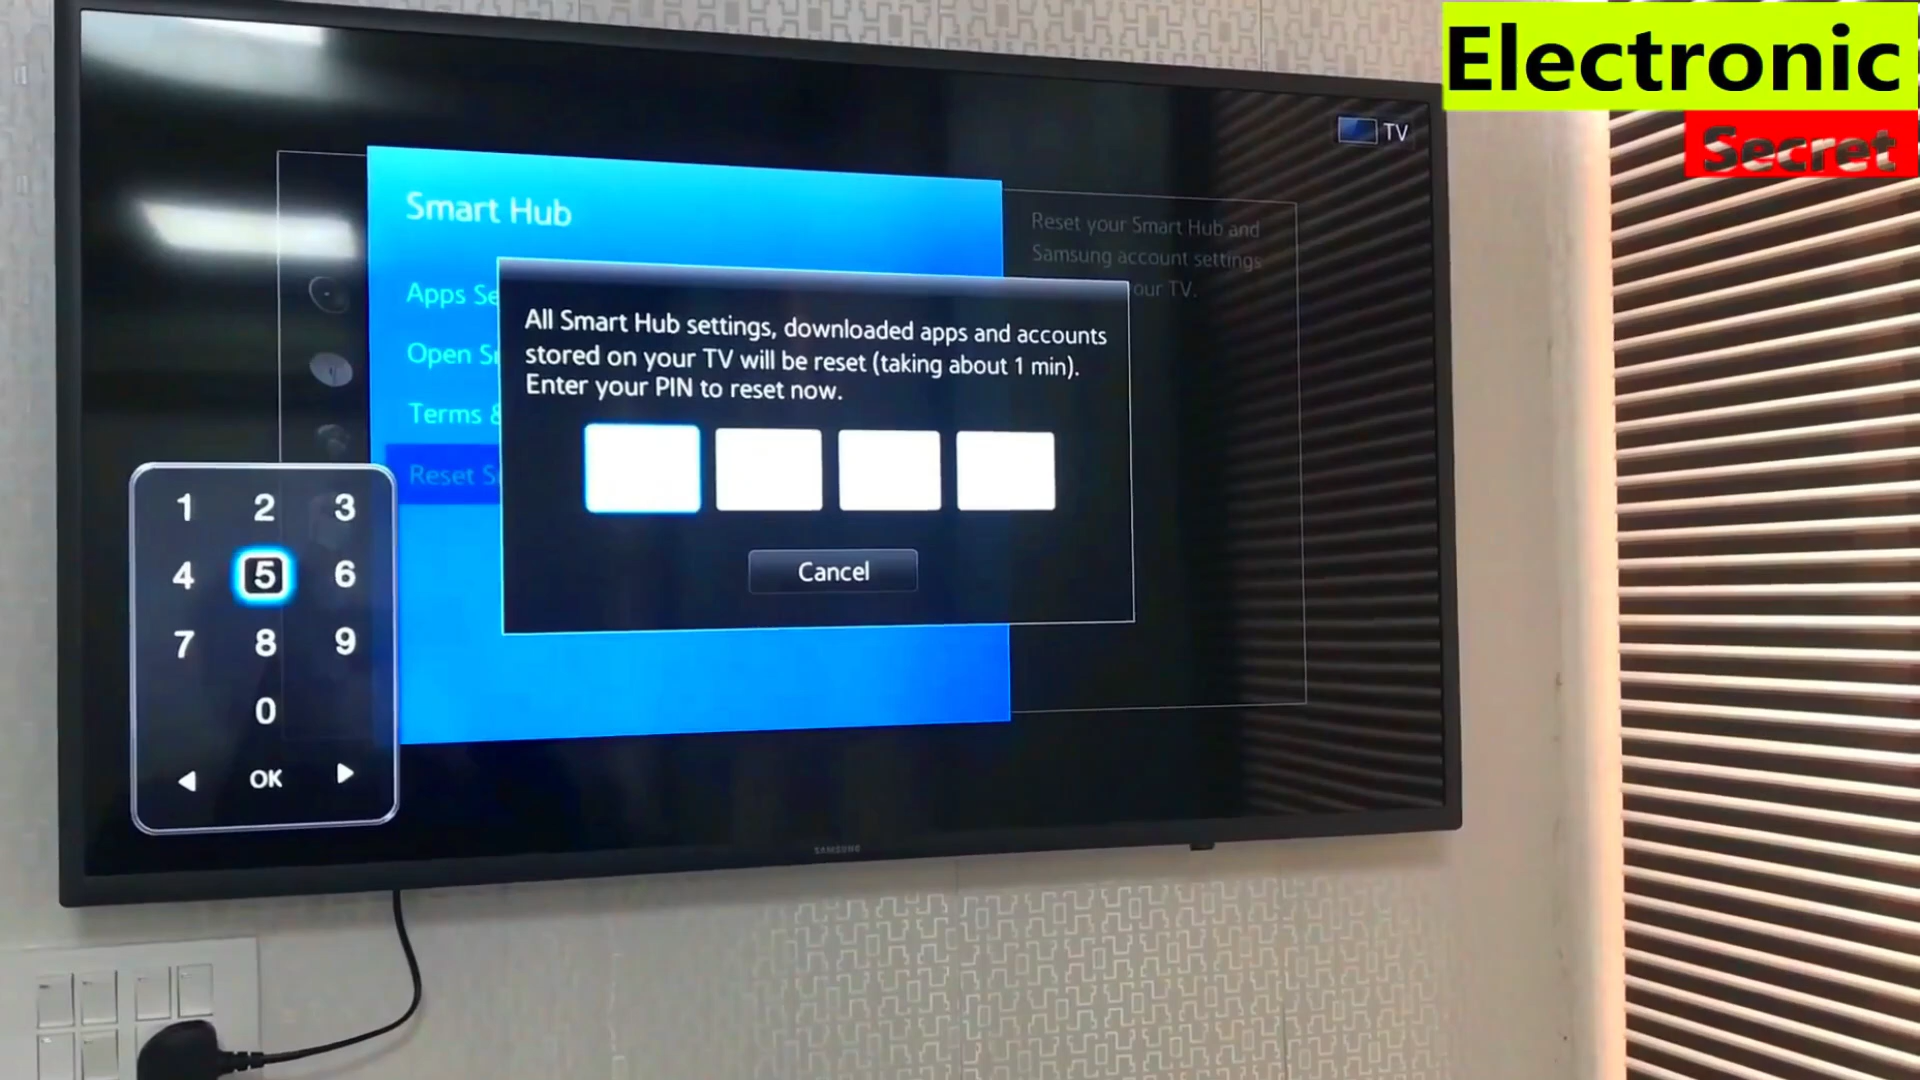 Electronic
Secret
TV
Smart Hub
Reset your Smart Hub and
Samsung account settings
our TV.
Apps Se
Open S
Terms &
Reset S
All Smart Hub settings, downloaded apps and accounts
stored on your TV will be reset (taking about 1 min).
Enter your PIN to reset now.
Cancel
1 2 3
4 5 6
7 8 9
0
OK
SAMSUNG